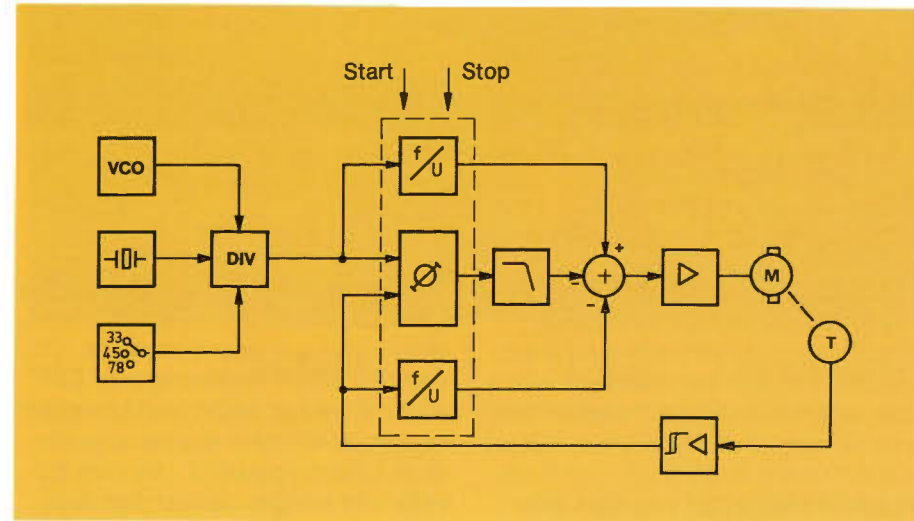 Start Stop
VCO
f/U
DIV
+
- +
-
M
33
45
78
T
f/U